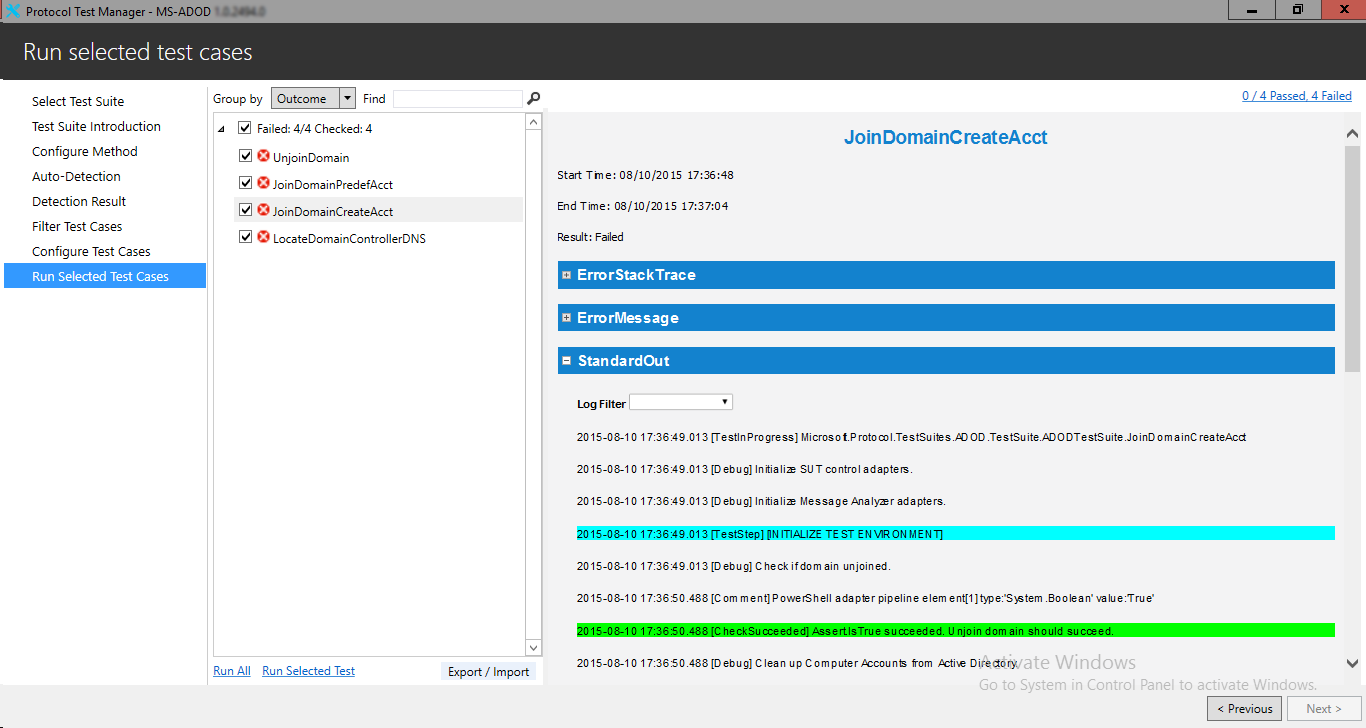 Protocol Test Manager - MS-ADOD
Run selected test cases
Select Test Suite
Test Suite Introduction
Configure Method
Auto-Detection
Detection Result
Filter Test Cases
Configure Test Cases
Run Selected Test Cases
Group by Outcome Find
Failed: 4/4 Checked: 4
UnjoinDomain
JoinDomainPredefAcct
JoinDomainCreateAcct
LocateDomainControllerDNS
Run All Run Selected Test Export / Import
0 / 4 Passed, 4 Failed
JoinDomainCreateAcct
Start Time: 08/10/2015 17:36:48
End Time: 08/10/2015 17:37:04
Result: Failed
ErrorStackTrace
ErrorMessage
StandardOut
Log Filter
2015-08-10 17:36:49.013 [TestInProgress] Microsoft.Protocol.TestSuites.ADOD.TestSuite.ADODTestSuite.JoinDomainCreateAcct
2015-08-10 17:36:49.013 [Debug] Initialize SUT control adapters.
2015-08-10 17:36:49.013 [Debug] Initialize Message Analyzer adapters.
2015-08-10 17:36:49.013 [TestStep] [INITIALIZE TEST ENVIRONMENT]
2015-08-10 17:36:49.013 [Debug] Check if domain unjoined.
2015-08-10 17:36:50.488 [Comment] PowerShell adapter pipeline element[1] type:'System.Boolean' value:'True'
2015-08-10 17:36:50.488 [CheckSucceeded] Assert.IsTrue succeeded. Unjoin domain should succeed.
2015-08-10 17:36:50.488 [Debug] Clean up Computer Accounts from Active Directory.
Activate Windows
Go to System in Control Panel to activate Windows.
< Previous Next >